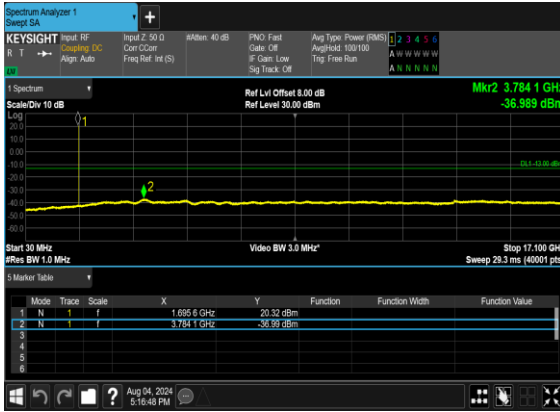 Spectrum Analyzer 1
Swept SA
+
KEYSIGHT Input: RF Input Z: 50 Ω #Atten: 40 dB PNO: Fast Avg Type: Power (RMS) 1 2 3 4 5 6
R T Coupling: DC Corr CCorr Gate: Off Avg|Hold: 100/100 A W W W W W
Align: Auto Freq Ref: Int (S) IF Gain: Low Trig: Free Run
Sig Track: Off A N N N N N
1 Spectrum
Ref Lvl Offset 8.00 dB Mkr2 3.784 1 GHz
Scale/Div 10 dB Ref Level 30.00 dBm -36.989 dBm
Log
1
20.0
10.0
0.00
-10.0
DL1 -13.00 dBm
-20.0
-30.0
2
-40.0
-50.0
-60.0
Start 30 MHz Video BW 3.0 MHz* Stop 17.100 GHz
#Res BW 1.0 MHz Sweep 29.3 ms (40001 pts)
5 Marker Table
Mode Trace Scale X Y Function Function Width Function Value
1 N 1 f 1.695 6 GHz 20.32 dBm
2 N 1 f 3.784 1 GHz -36.99 dBm
3
4
5
6
? Aug 04, 2024
5:16:48 PM